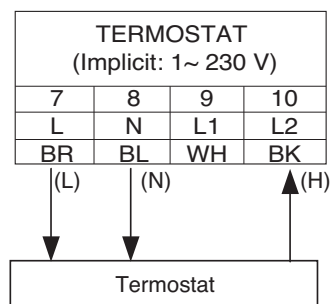 TERMOSTAT
(Implicit: 1~ 230 V)
7 8 9 10
L N L1 L2
BR BL WH BK
(L) (N) (H)
Termostat